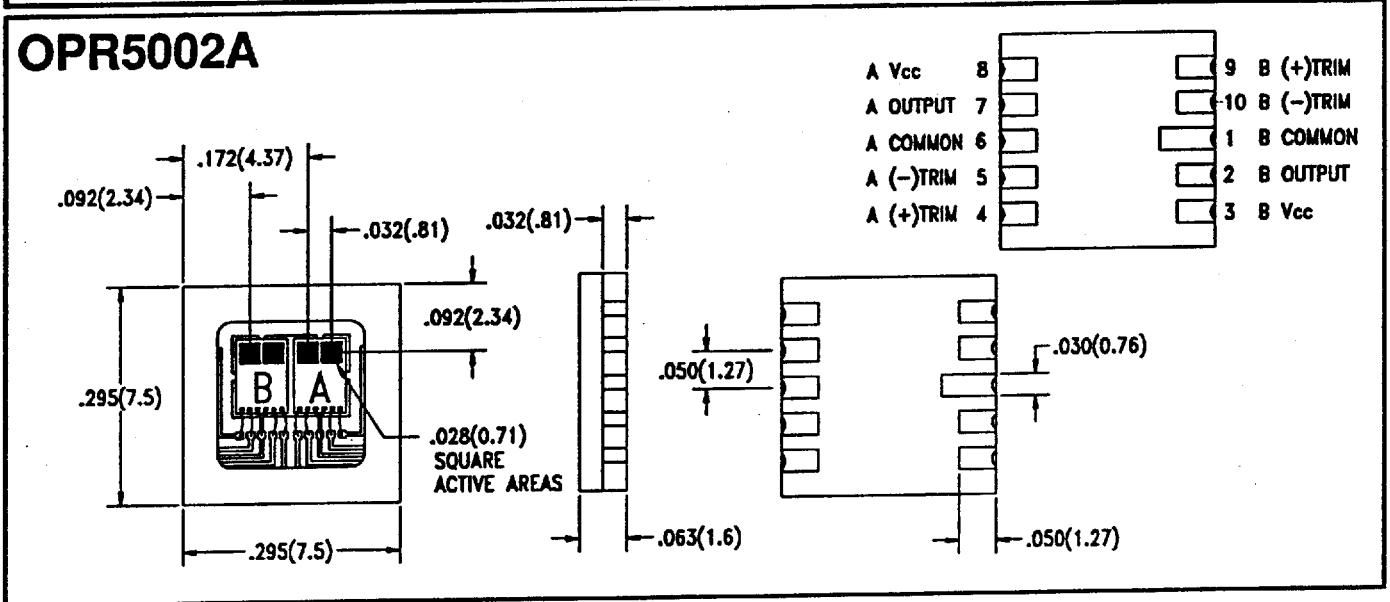 OPR5002A
A Vcc 8
A OUTPUT 7
A COMMON 6
A (-)TRIM 5
A (+)TRIM 4
9 B (+)TRIM
10 B (-)TRIM
1 B COMMON
2 B OUTPUT
3 B Vcc
.172(4.37)
.092(2.34)
.032(.81)
.092(2.34)
.295(7.5)
B A
.028(0.71)
SQUARE
ACTIVE AREAS
.295(7.5)
.032(.81)
.063(1.6)
.050(1.27)
.030(0.76)
.050(1.27)